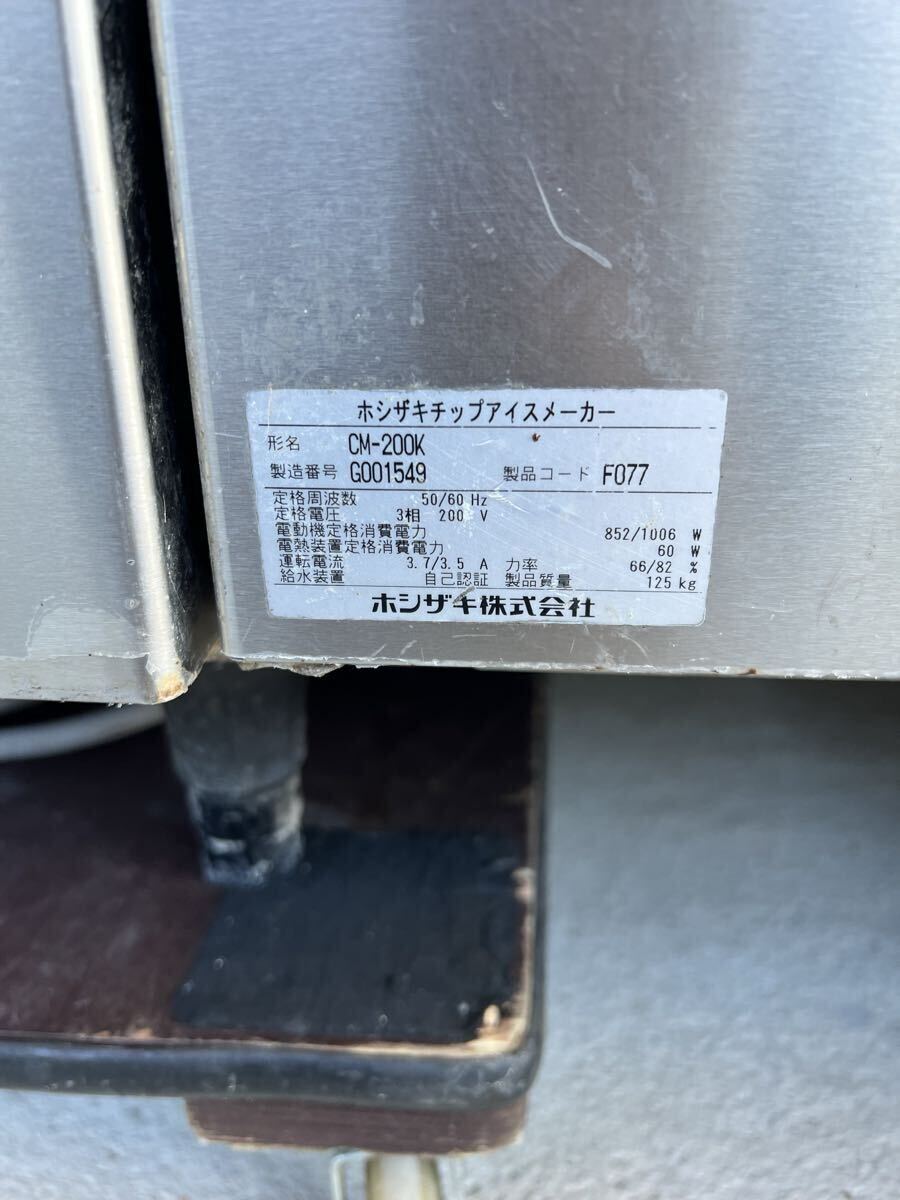 ホシザキチップアイスメーカー
形名 CM-200K
製造番号 G001549 製品コード F077
定格周波数 50/60 Hz
定格電圧 3相 200 V
電動機定格消費電力 852/1006 W
電熱装置定格消費電力 60 W
運転電流 3.7/3.5 A 力率 66/82 %
給水装置 自己認証 製品質量 125 kg
ホシザキ株式会社